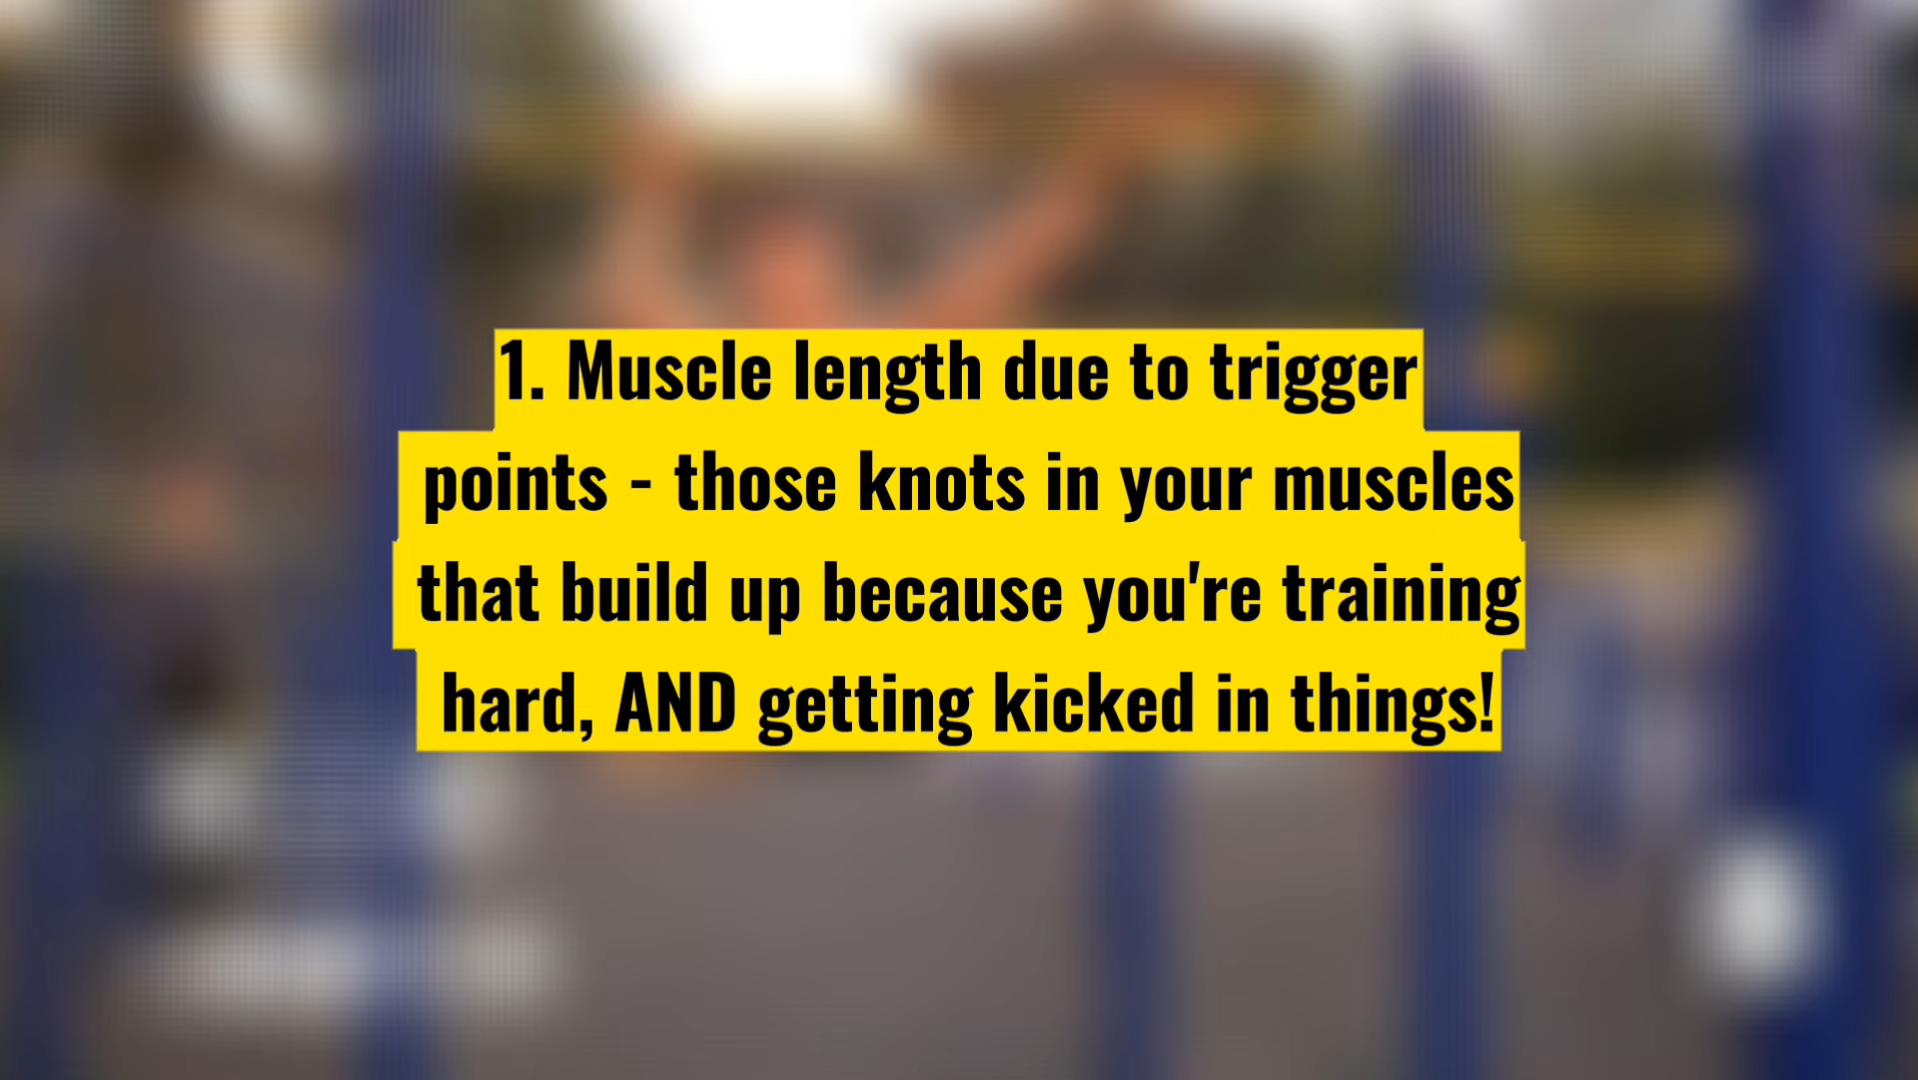 1. Muscle length due to trigger
points - those knots in your muscles
that build up because you're training
hard, AND getting kicked in things!